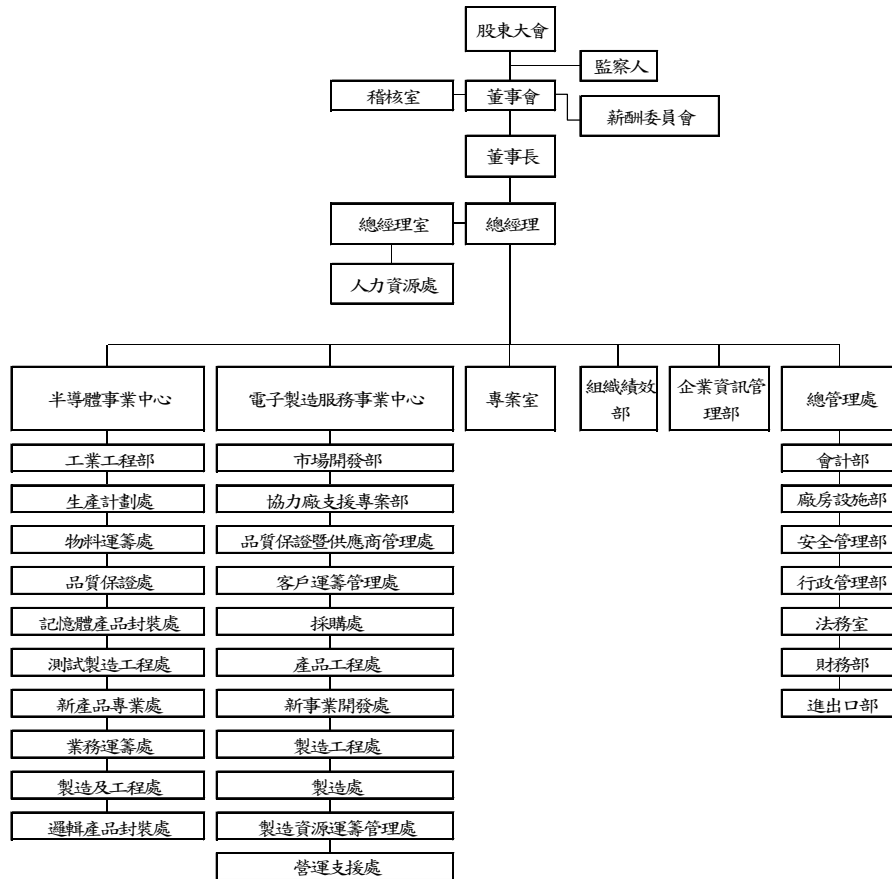 股東大會
監察人
稽核室
董事會
薪酬委員會
董事長
總經理室
總經理
人力資源處
半導體事業中心
電子製造服務事業中心
專案室
組織績效
部
企業資訊管
理部
總管理處
工業工程部
生產計劃處
物料運籌處
品質保證處
記憶體產品封裝處
測試製造工程處
新產品專業處
業務運籌處
製造及工程處
邏輯產品封裝處
市場開發部
協力廠支援專案部
品質保證暨供應商管理處
客戶運籌管理處
採購處
產品工程處
新事業開發處
製造工程處
製造處
製造資源運籌管理處
營運支援處
會計部
廠房設施部
安全管理部
行政管理部
法務室
財務部
進出口部